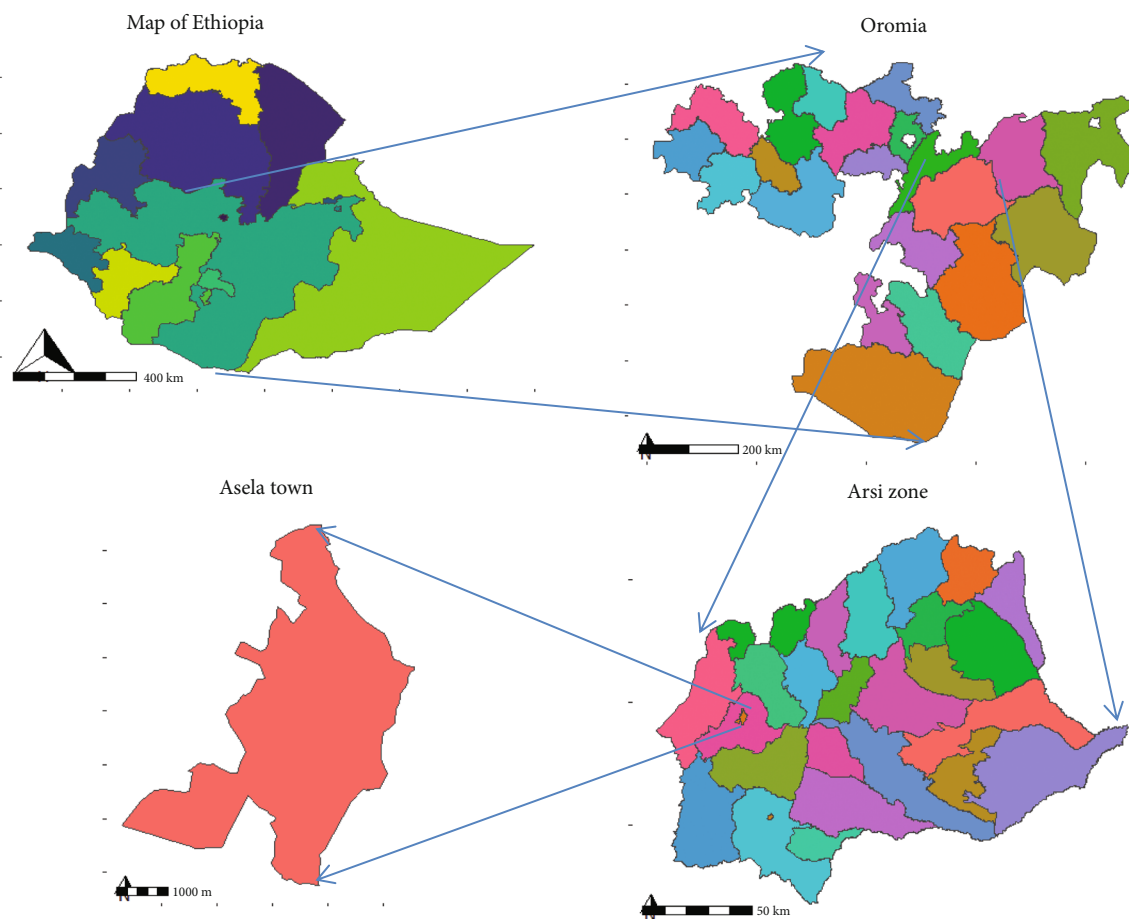 Map of Ethiopia
Oromia
400 km
N
200 km
Asela town
Arsi zone
N
1000 m
N
50 km